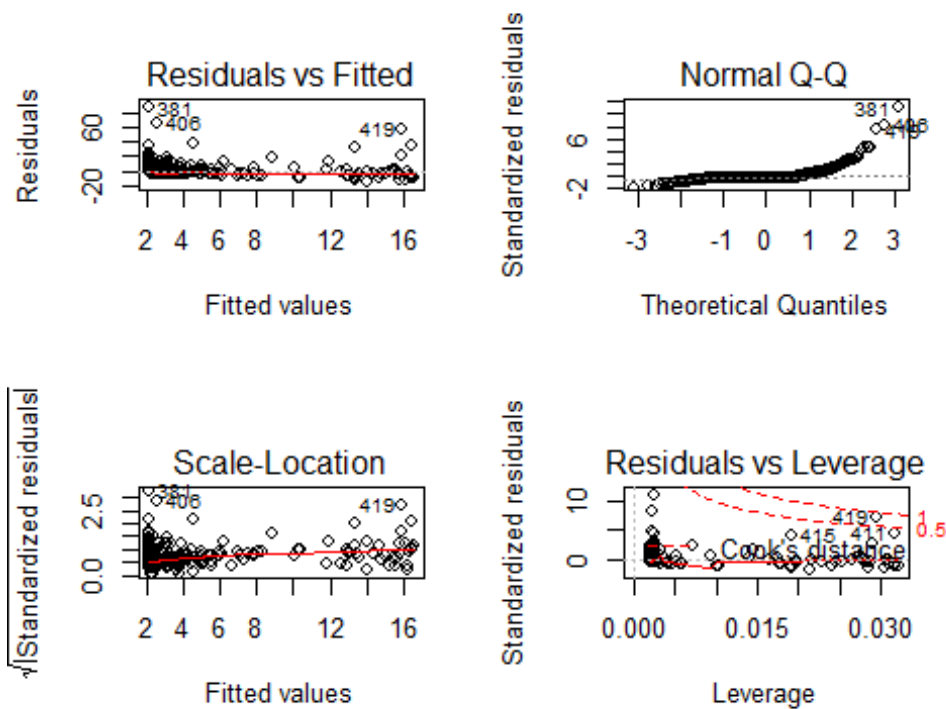 Residuals vs Fitted
Residuals
60
-20
381
406
419
2 4 6 8 12 16
Fitted values
Normal Q-Q
Standardized residuals
6
-2
381
406
419
-3 -1 0 1 2 3
Theoretical Quantiles
Scale-Location
√|Standardized residuals|
2.5
0.0
381
406
419
2 4 6 8 12 16
Fitted values
Residuals vs Leverage
Standardized residuals
10
0
419
415
411
1
0.5
Cook's distance
0.000 0.015 0.030
Leverage